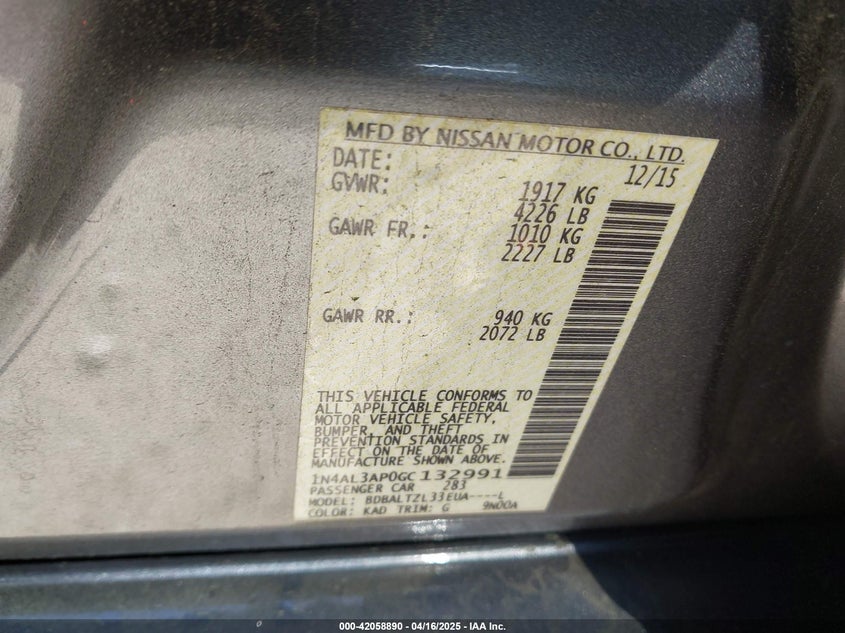 MFD BY NISSAN MOTOR CO., LTD.
DATE: 12/15
GVWR: 1917 KG
4226 LB
GAWR FR.: 1010 KG
2227 LB
GAWR RR.: 940 KG
2072 LB
THIS VEHICLE CONFORMS TO
ALL APPLICABLE FEDERAL
MOTOR VEHICLE SAFETY,
BUMPER, AND THEFT
PREVENTION STANDARDS IN
EFFECT ON THE DATE OF
MANUFACTURE SHOWN ABOVE.
1N4AL3AP0GC132991
PASSENGER CAR 283
MODEL: BDBALTZL33EUA----L
COLOR: KAD TRIM: G 9N00A
000-42058890 - 04/16/2025 - IAA Inc.